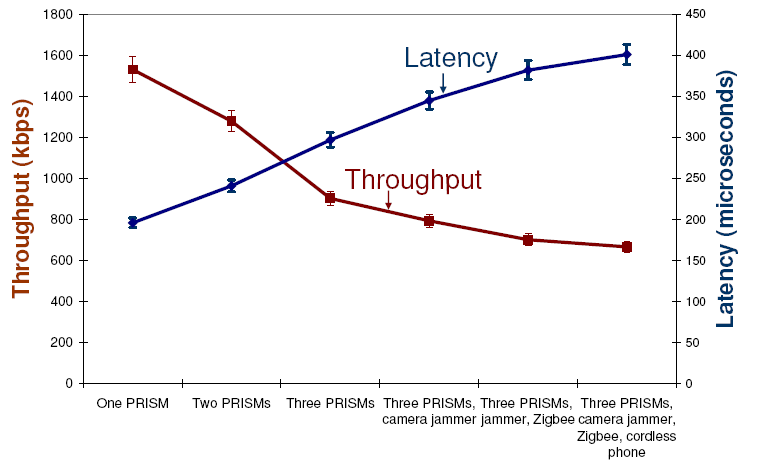 1800
1600
1400
1200
1000
800
600
400
200
0
Throughput (kbps)
450
400
350
300
250
200
150
100
50
0
Latency (microseconds)
Latency
Throughput
One PRISM
Two PRISMs
Three PRISMs
Three PRISMs,
camera jammer
Three PRISMs,
jammer, Zigbee
Three PRISMs,
camera jammer,
Zigbee, cordless
phone